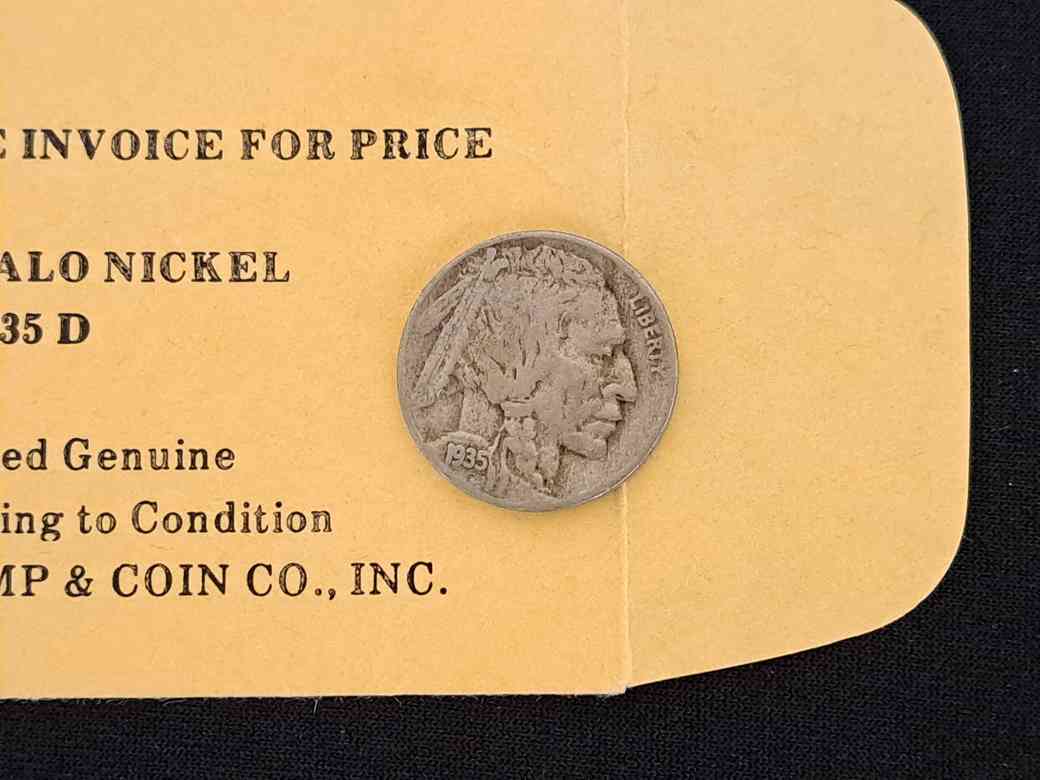 E INVOICE FOR PRICE
ALO NICKEL
35 D
ed Genuine
ing to Condition
MP & COIN CO., INC.
LIBERTY
1935